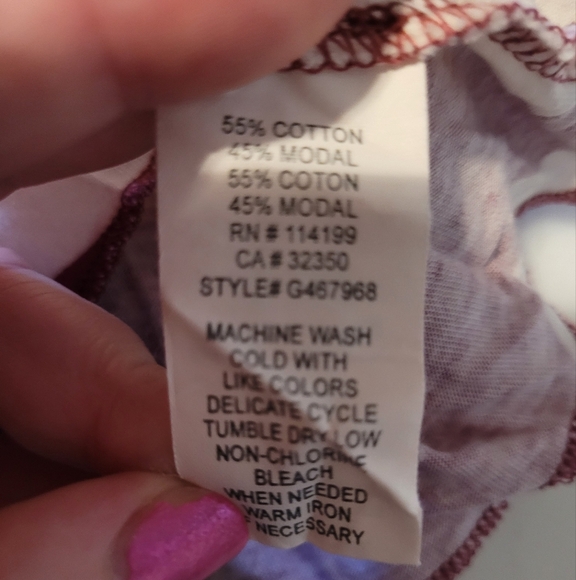 55% COTTON
45% MODAL
55% COTON
45% MODAL
RN # 114199
CA # 32350
STYLE# G467968
MACHINE WASH
COLD WITH
LIKE COLORS
DELICATE CYCLE
TUMBLE DRY LOW
NON-CHLORINE
BLEACH
WHEN NEEDED
WARM IRON
NECESSARY